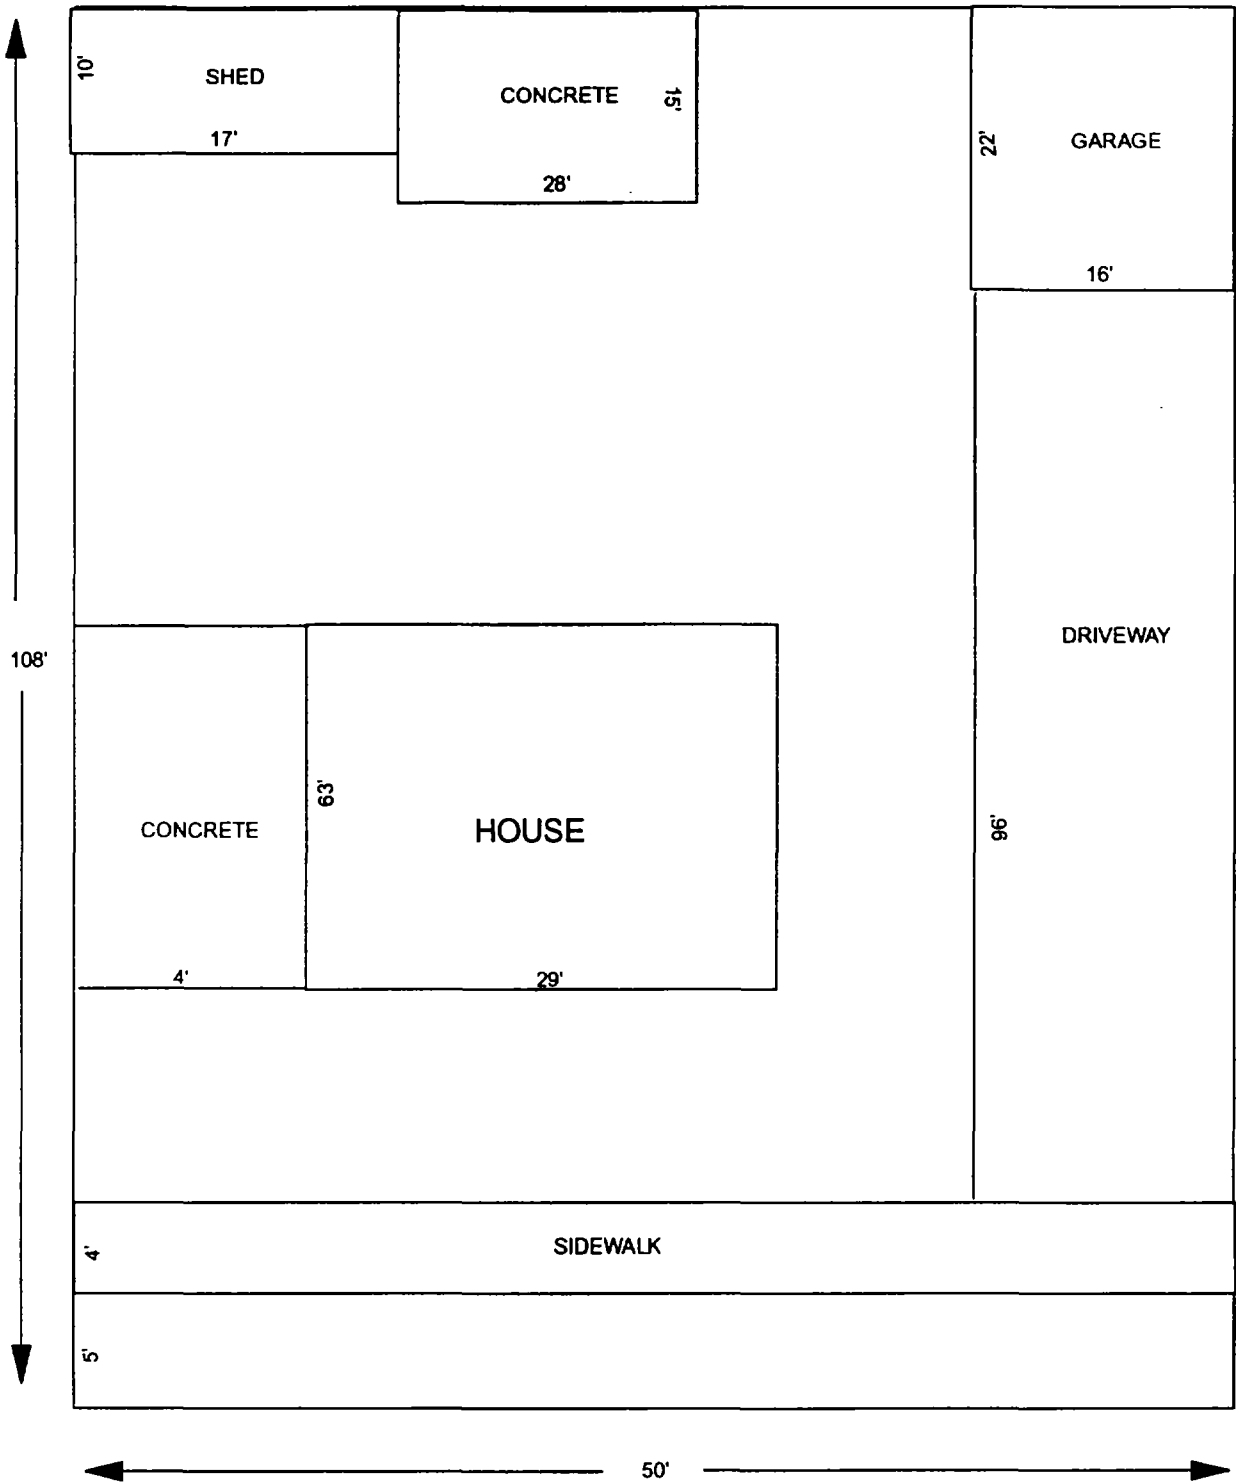 10'
SHED
17'
CONCRETE
15'
28'
22'
GARAGE
16'
108'
DRIVEWAY
63'
CONCRETE
HOUSE
96'
4'
29'
4'
SIDEWALK
5'
50'